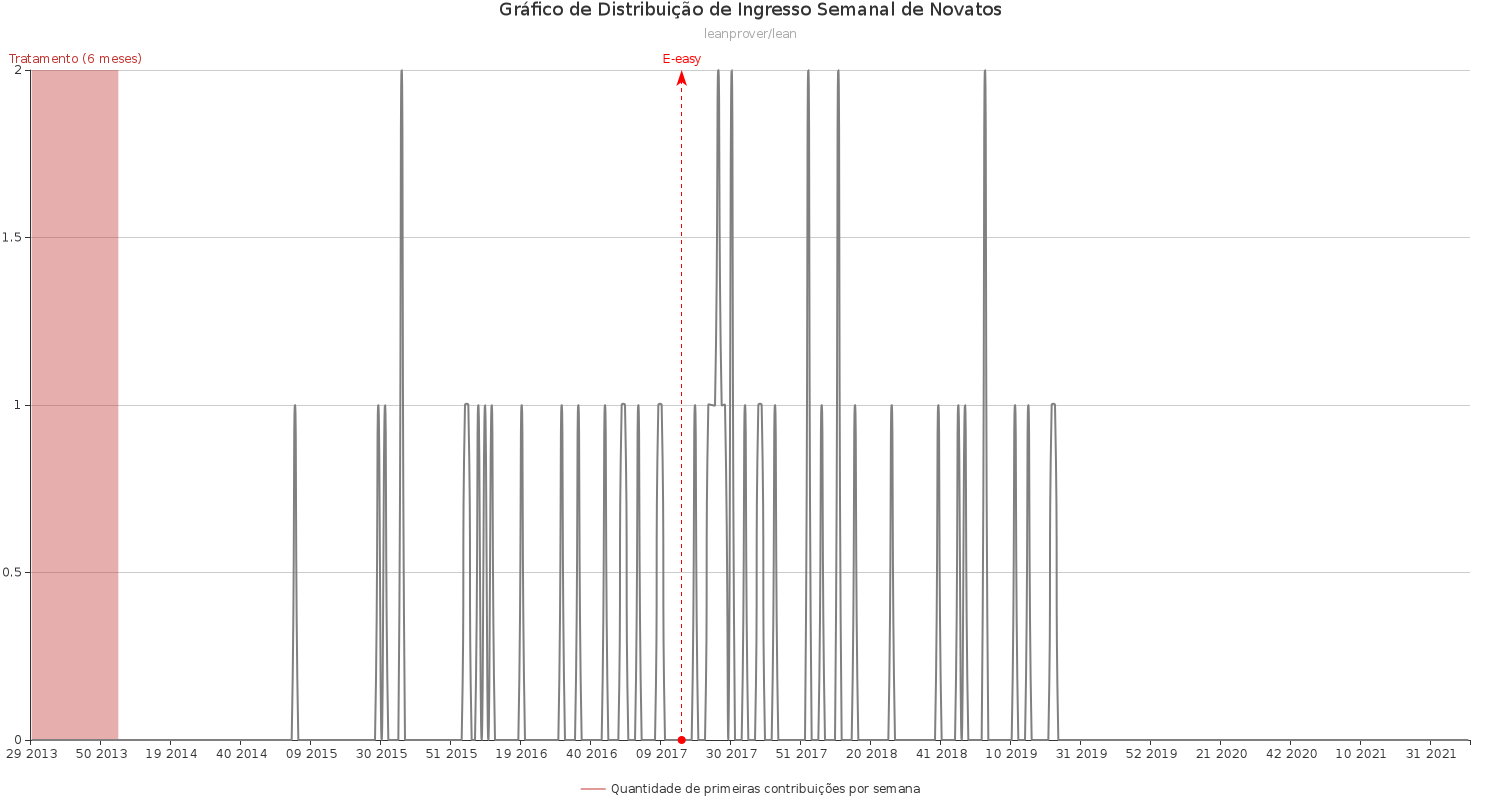 Gráfico de Distribuição de Ingresso Semanal de Novatos
leanprover/lean
Tratamento (6 meses)
E-easy
2
1.5
1
0.5
0
29 2013 50 2013 19 2014 40 2014 09 2015 30 2015 51 2015 19 2016 40 2016 09 2017 30 2017 51 2017 20 2018 41 2018 10 2019 31 2019 52 2019 21 2020 42 2020 10 2021 31 2021
Quantidade de primeiras contribuições por semana